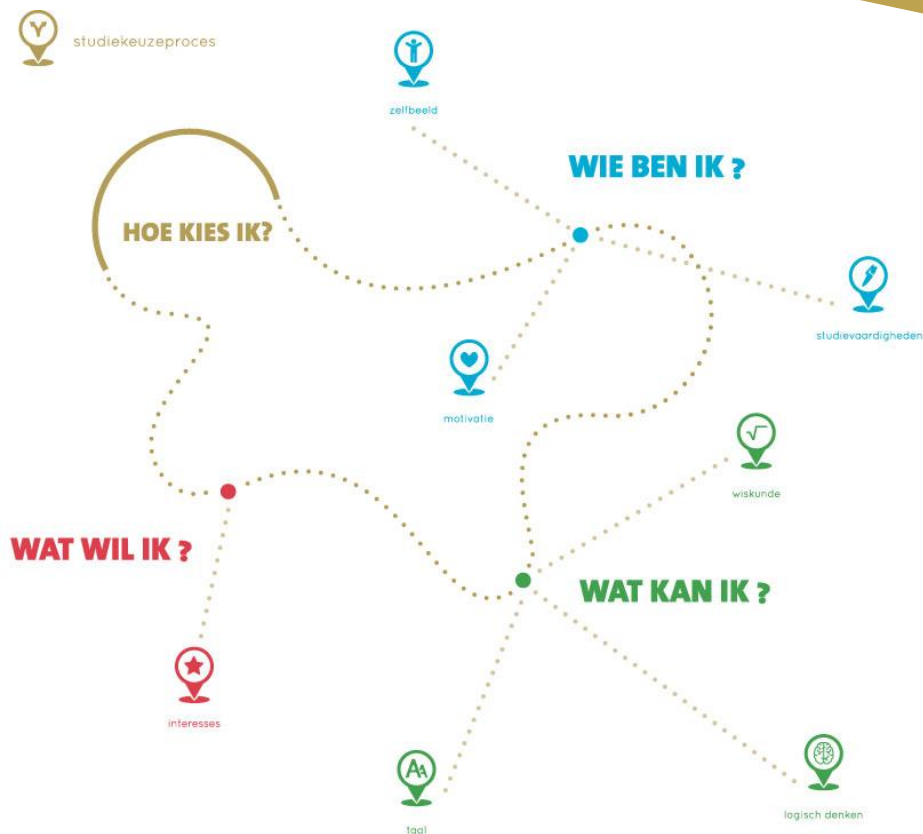 studiekeuzeproces
zelfbeeld
WIE BEN IK ?
HOE KIES IK?
studievaardigheden
motivatie
wiskunde
WAT WIL IK ?
WAT KAN IK ?
interesses
logisch denken
taal